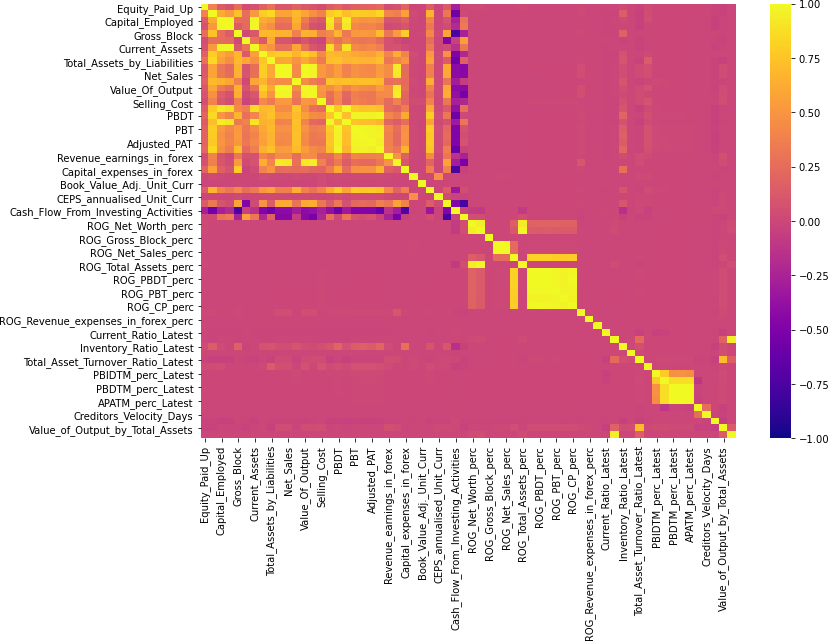 Equity_Paid_Up
Capital_Employed
Gross_Block
Current_Assets
Total_Assets_by_Liabilities
Net_Sales
Value_Of_Output
Selling_Cost
PBDT
PBT
Adjusted_PAT
Revenue_earnings_in_forex
Capital_expenses_in_forex
Book_Value_Adj._Unit_Curr
CEPS_annualised_Unit_Curr
Cash_Flow_From_Investing_Activities
ROG_Net_Worth_perc
ROG_Gross_Block_perc
ROG_Net_Sales_perc
ROG_Total_Assets_perc
ROG_PBDT_perc
ROG_PBT_perc
ROG_CP_perc
ROG_Revenue_expenses_in_forex_perc
Current_Ratio_Latest
Inventory_Ratio_Latest
Total_Asset_Turnover_Ratio_Latest
PBIDTM_perc_Latest
PBDTM_perc_Latest
APATM_perc_Latest
Creditors_Velocity_Days
Value_of_Output_by_Total_Assets
Equity_Paid_Up
Capital_Employed
Gross_Block
Current_Assets
Total_Assets_by_Liabilities
Net_Sales
Value_Of_Output
Selling_Cost
PBDT
PBT
Adjusted_PAT
Revenue_earnings_in_forex
Capital_expenses_in_forex
Book_Value_Adj._Unit_Curr
CEPS_annualised_Unit_Curr
Cash_Flow_From_Investing_Activities
ROG_Net_Worth_perc
ROG_Gross_Block_perc
ROG_Net_Sales_perc
ROG_Total_Assets_perc
ROG_PBDT_perc
ROG_PBT_perc
ROG_CP_perc
ROG_Revenue_expenses_in_forex_perc
Current_Ratio_Latest
Inventory_Ratio_Latest
Total_Asset_Turnover_Ratio_Latest
PBIDTM_perc_Latest
PBDTM_perc_Latest
APATM_perc_Latest
Creditors_Velocity_Days
Value_of_Output_by_Total_Assets
1.00
0.75
0.50
0.25
0.00
−0.25
−0.50
−0.75
−1.00